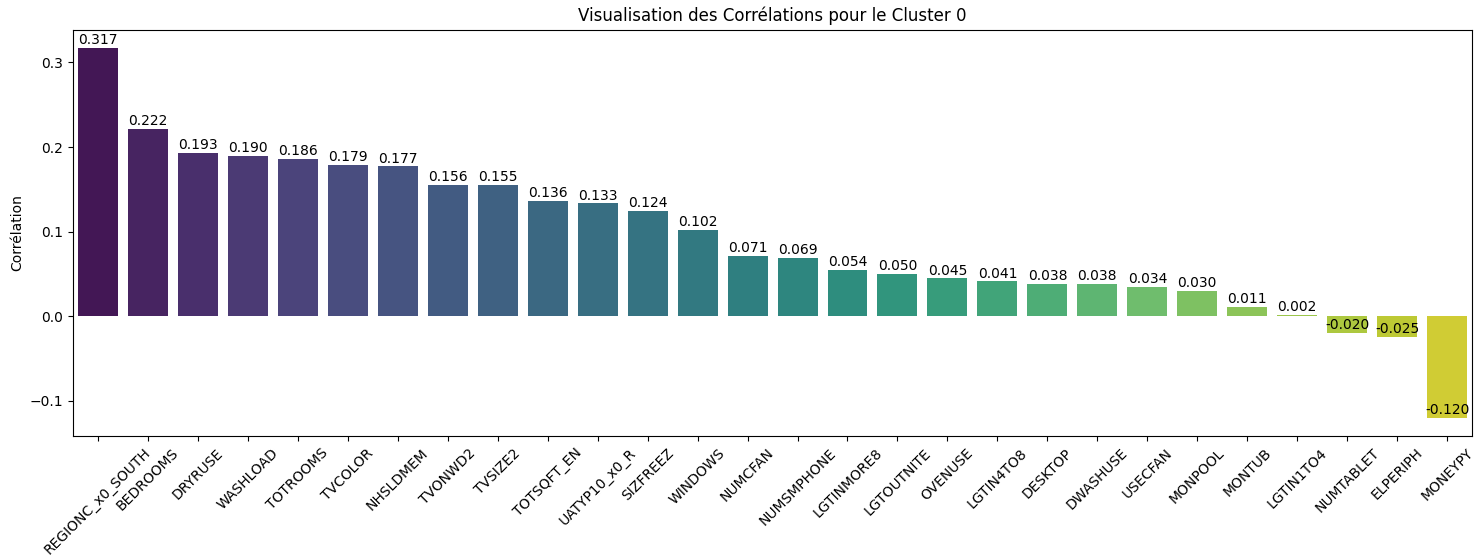 Visualisation des Corrélations pour le Cluster 0
Corrélation
0.3
0.2
0.1
0.0
−0.1
0.317
0.222
0.193
0.190
0.186
0.179
0.177
0.156
0.155
0.136
0.133
0.124
0.102
0.071
0.069
0.054
0.050
0.045
0.041
0.038
0.038
0.034
0.030
0.011
0.002
-0.020
-0.025
-0.120
REGIONC_x0_SOUTH
BEDROOMS
DRYRUSE
WASHLOAD
TOTROOMS
TVCOLOR
NHSLDMEM
TVONWD2
TVSIZE2
TOTSOFT_EN
UATYP10_x0_R
SIZFREEZ
WINDOWS
NUMCFAN
NUMSMPHONE
LGTINMORE8
LGTOUTNITE
OVENUSE
LGTIN4TO8
DESKTOP
DWASHUSE
USECFAN
MONPOOL
MONTUB
LGTIN1TO4
NUMTABLET
ELPERIPH
MONEYPY